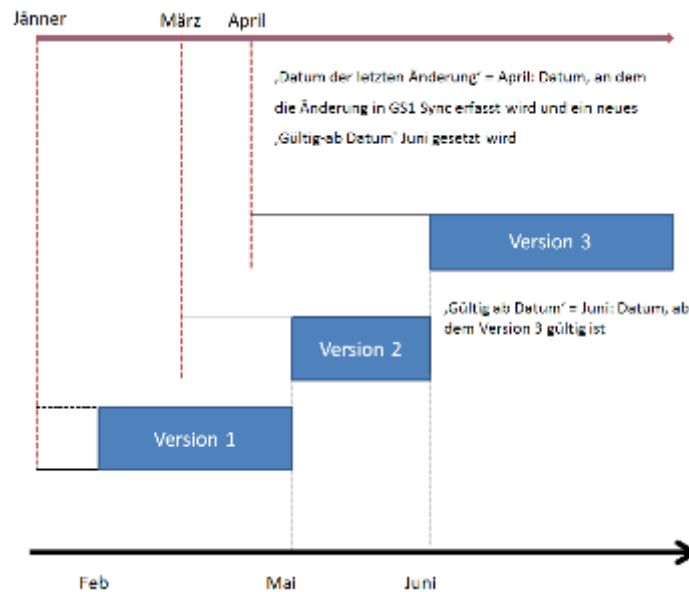 Jänner
März
April
‚Datum der letzten Änderung‘ = April: Datum, an dem
die Änderung in GS1 Sync erfasst wird und ein neues
‚Gültig-ab Datum‘ Juni gesetzt wird
Version 3
‚Gültig ab Datum‘ = Juni: Datum, ab
dem Version 3 gültig ist
Version 2
Version 1
Feb
Mai
Juni